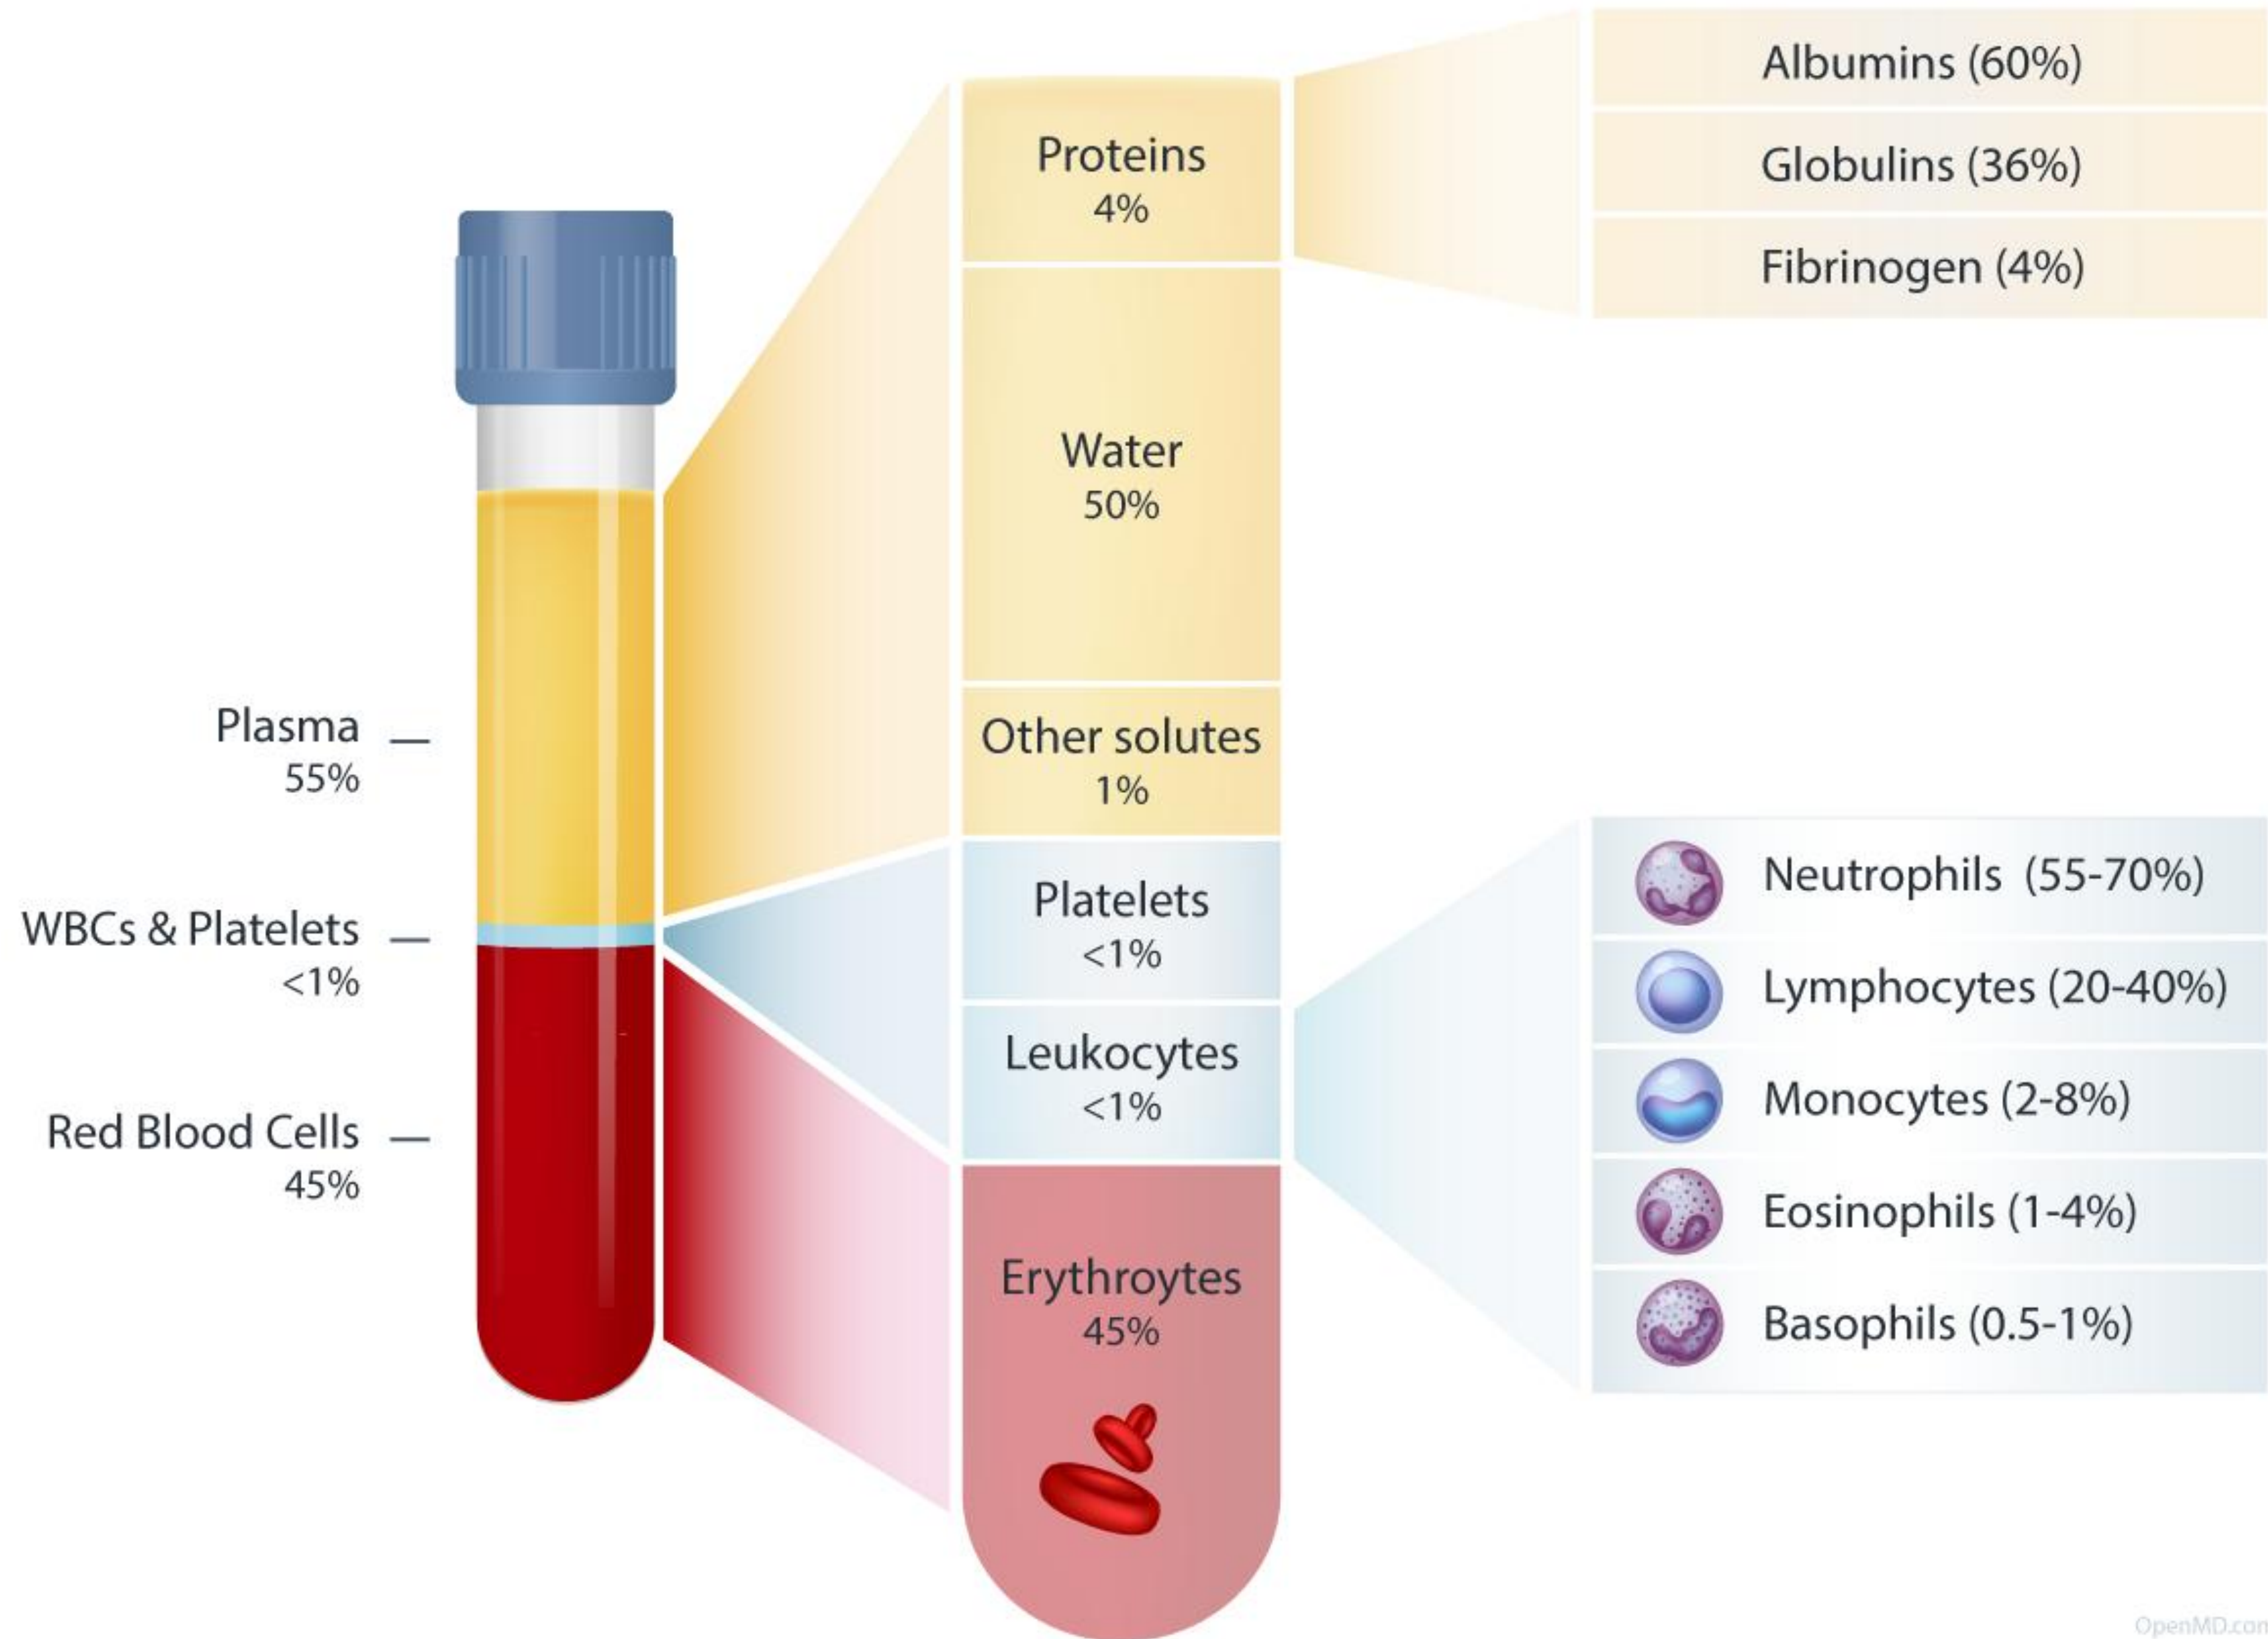 Plasma
55%
WBCs & Platelets
<1%
Red Blood Cells
45%
Proteins
4%
Water
50%
Other solutes
1%
Platelets
<1%
Leukocytes
<1%
Erythroytes
45%
Albumins (60%)
Globulins (36%)
Fibrinogen (4%)
Neutrophils (55-70%)
Lymphocytes (20-40%)
Monocytes (2-8%)
Eosinophils (1-4%)
Basophils (0.5-1%)
OpenMD.com